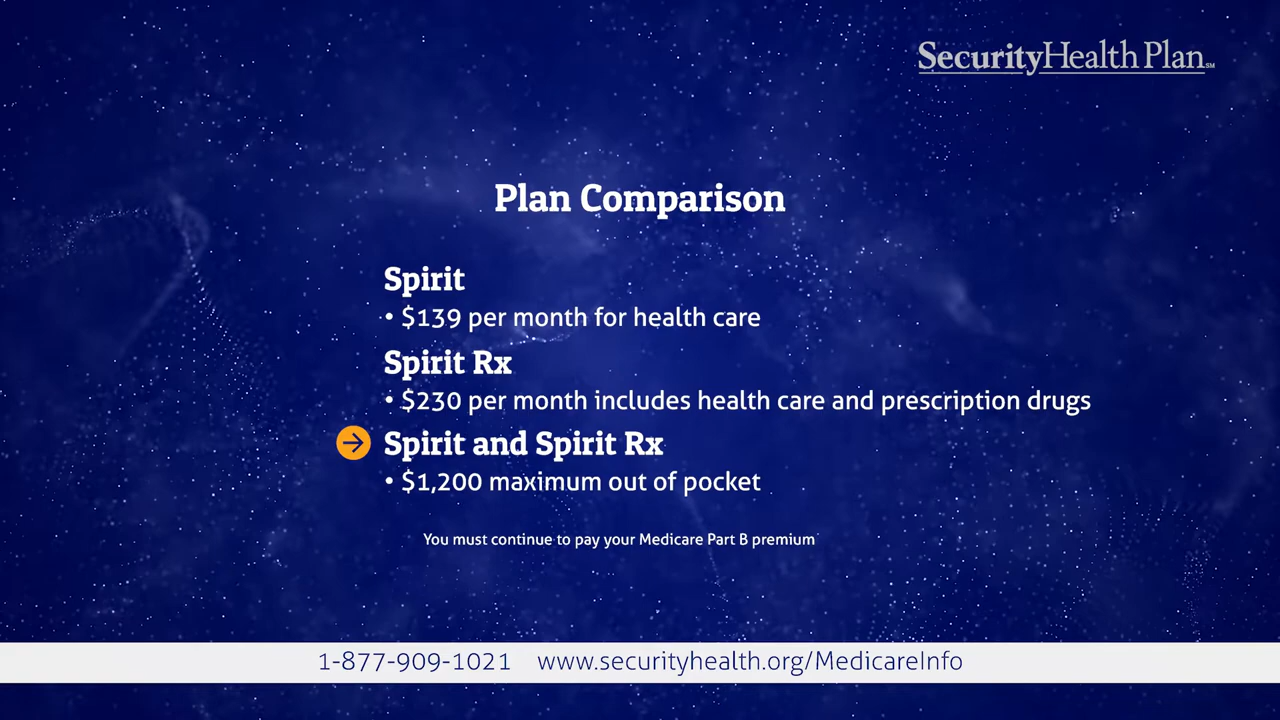 SecurityHealth Plan℠
Plan Comparison
Spirit
• $139 per month for health care
Spirit Rx
• $230 per month includes health care and prescription drugs
Spirit and Spirit Rx
• $1,200 maximum out of pocket
You must continue to pay your Medicare Part B premium
1-877-909-1021 www.securityhealth.org/MedicareInfo